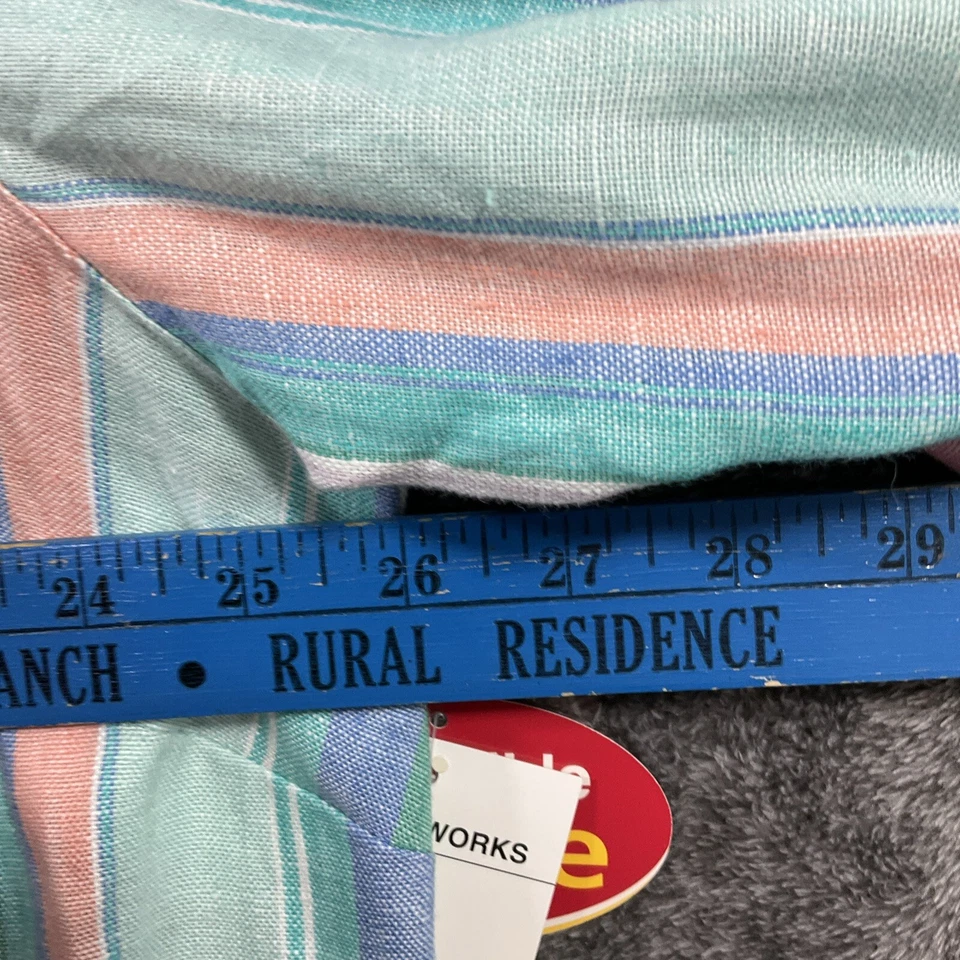 24 25 26 27 28 29
ANCH • RURAL RESIDENCE
WORKS